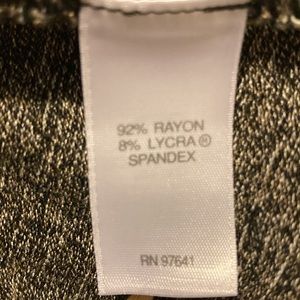 92% RAYON
8% LYCRA®
SPANDEX
RN 97641